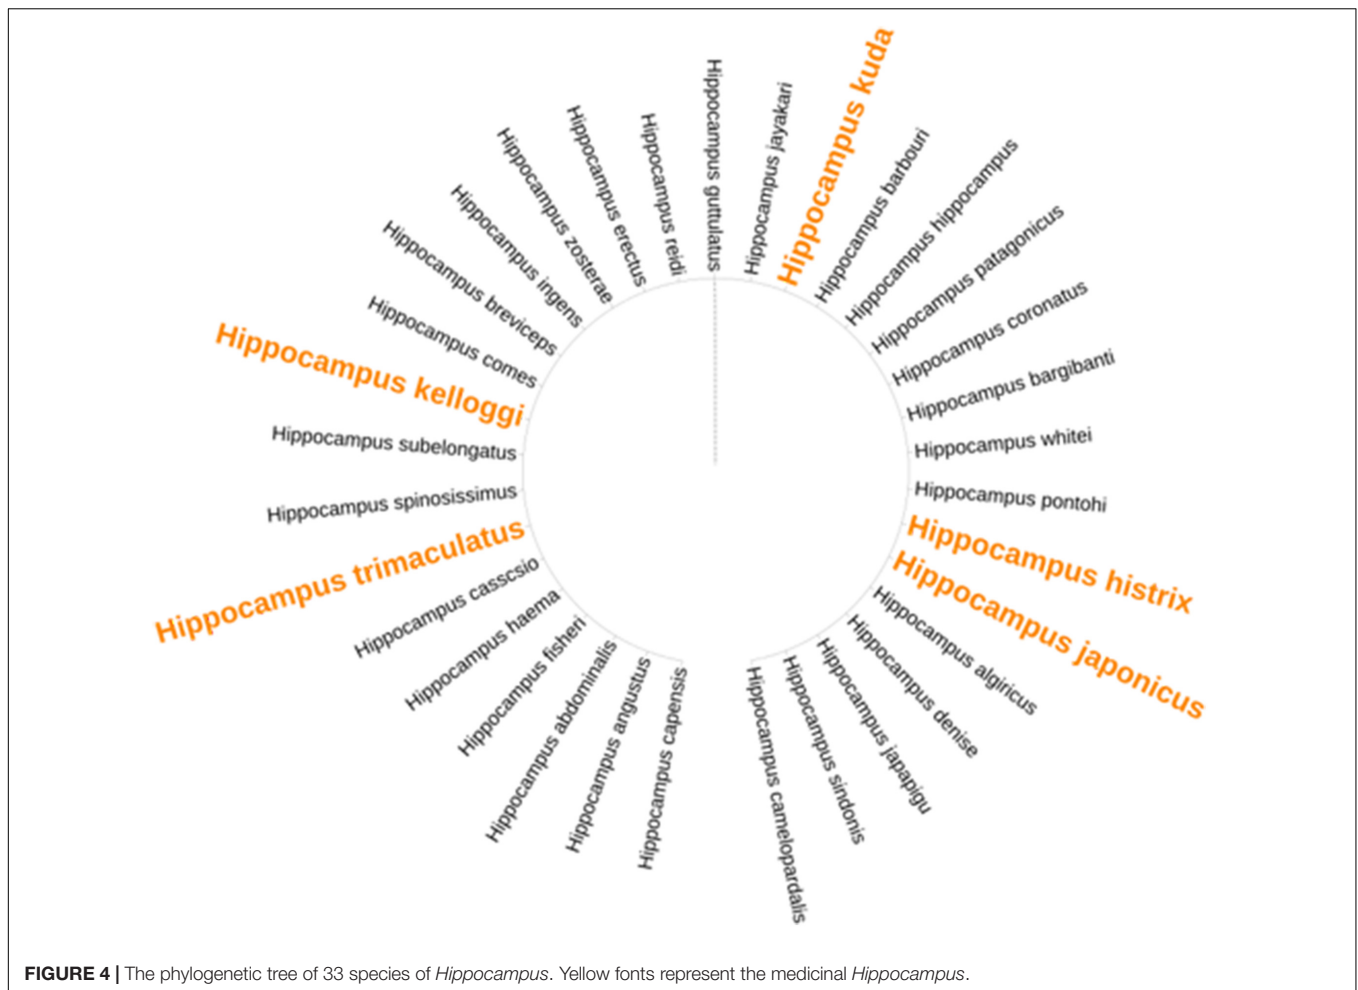 Hippocampus guttulatus
Hippocampus jayakari
Hippocampus kuda
Hippocampus barbouri
Hippocampus hippocampus
Hippocampus patagonicus
Hippocampus coronatus
Hippocampus bargibanti
Hippocampus whitei
Hippocampus pontohi
Hippocampus histrix
Hippocampus japonicus
Hippocampus algiricus
Hippocampus denise
Hippocampus japapigu
Hippocampus sindonis
Hippocampus camelopardalis
Hippocampus capensis
Hippocampus angustus
Hippocampus abdominalis
Hippocampus fisheri
Hippocampus haema
Hippocampus casscsio
Hippocampus trimaculatus
Hippocampus spinosissimus
Hippocampus subelongatus
Hippocampus kelloggi
Hippocampus comes
Hippocampus breviceps
Hippocampus ingens
Hippocampus zosterae
Hippocampus erectus
Hippocampus reidi
FIGURE 4 | The phylogenetic tree of 33 species of Hippocampus. Yellow fonts represent the medicinal Hippocampus.